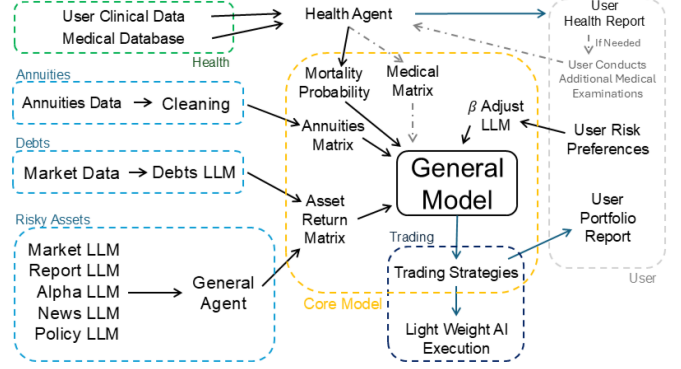 User Clinical Data
Medical Database
Health
Health Agent
User
Health Report
If Needed
User Conducts
Additional Medical
Examinations
Annuities
Annuities Data
Cleaning
Mortality
Probability
Medical
Matrix
Annuities
Matrix
β Adjust
LLM
User Risk
Preferences
Debts
Market Data
Debts LLM
General
Model
Asset
Return
Matrix
User
Portfolio
Report
User
Risky Assets
Market LLM
Report LLM
Alpha LLM
News LLM
Policy LLM
General
Agent
Trading
Trading Strategies
Core Model
Light Weight AI
Execution